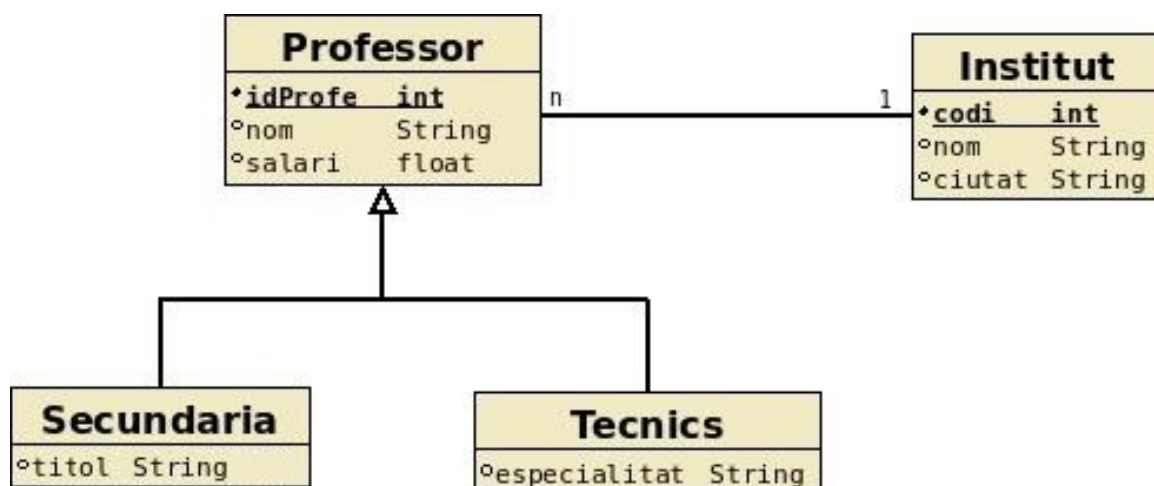 Professor
idProfe int
nom String
salari float
n
1
Institut
codi int
nom String
ciutat String
Secundaria
titol String
Tecnics
especialitat String